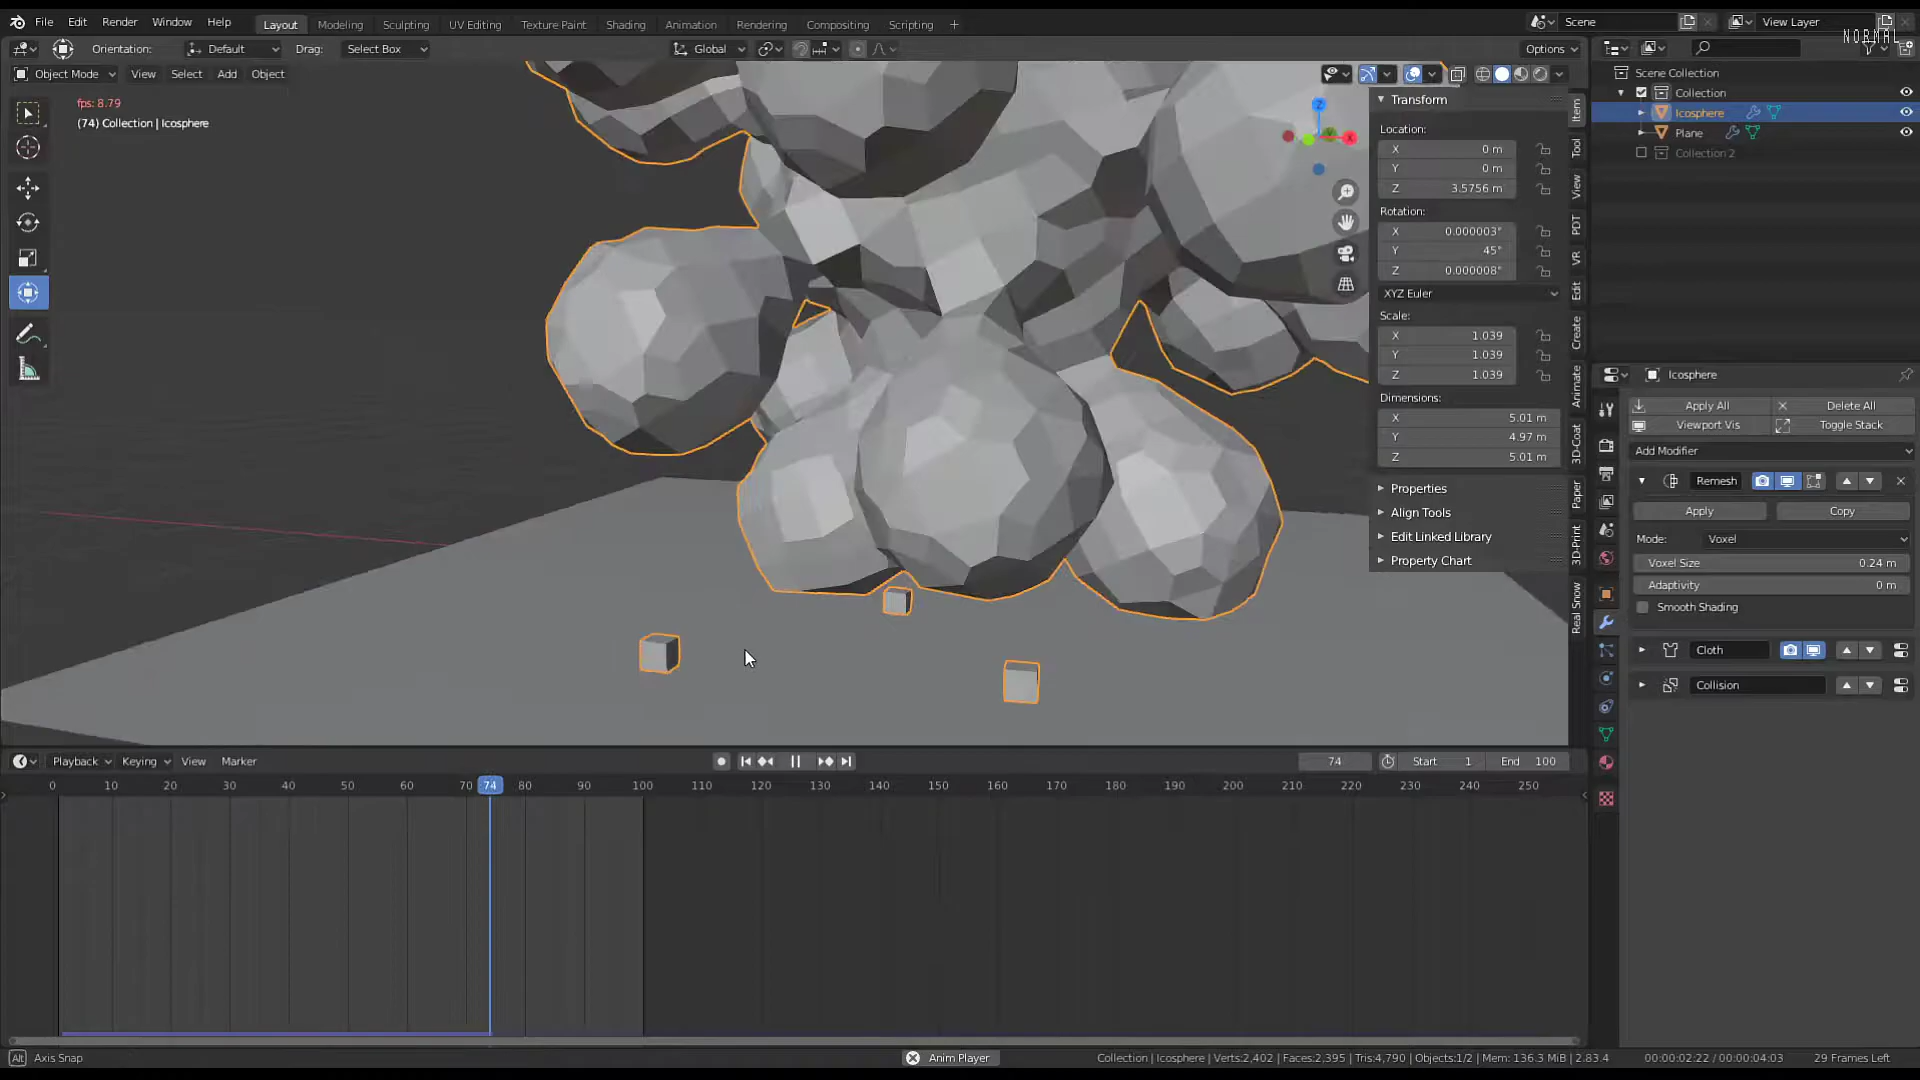 File Edit Render Window Help Layout Modeling Sculpting UV Editing Texture Paint Shading Animation Rendering Compositing Scripting + Scene View Layer
NORMAL
Orientation: Default Drag: Select Box Global Options
Object Mode View Select Add Object
fps: 8.79
(74) Collection | Icosphere
Z
X
Transform
Location:
X 0 m
Y 0 m
Z 3.5756 m
Rotation:
X 0.000003°
Y 45°
Z 0.000008°
XYZ Euler
Scale:
X 1.039
Y 1.039
Z 1.039
Dimensions:
X 5.01 m
Y 4.97 m
Z 5.01 m
Properties
Align Tools
Edit Linked Library
Property Chart
Item
Tool
View
PDT
VR
Edit
Create
Animate
3D-Coat
Paper
3D-Print
Real Snow
Scene Collection
Collection
Icosphere
Plane
Collection 2
Icosphere
Apply All Delete All
Viewport Vis Toggle Stack
Add Modifier
Remesh
Apply Copy
Mode: Voxel
Voxel Size 0.24 m
Adaptivity 0 m
Smooth Shading
Cloth
Collision
Playback Keying View Marker 74 Start 1 End 100
0 10 20 30 40 50 60 70 74 80 90 100 110 120 130 140 150 160 170 180 190 200 210 220 230 240 250
Alt Axis Snap Anim Player Collection | Icosphere | Verts:2,402 | Faces:2,395 | Tris:4,790 | Objects:1/2 | Mem: 136.3 MiB | 2.83.4 00:00:02:22 / 00:00:04:03 29 Frames Left